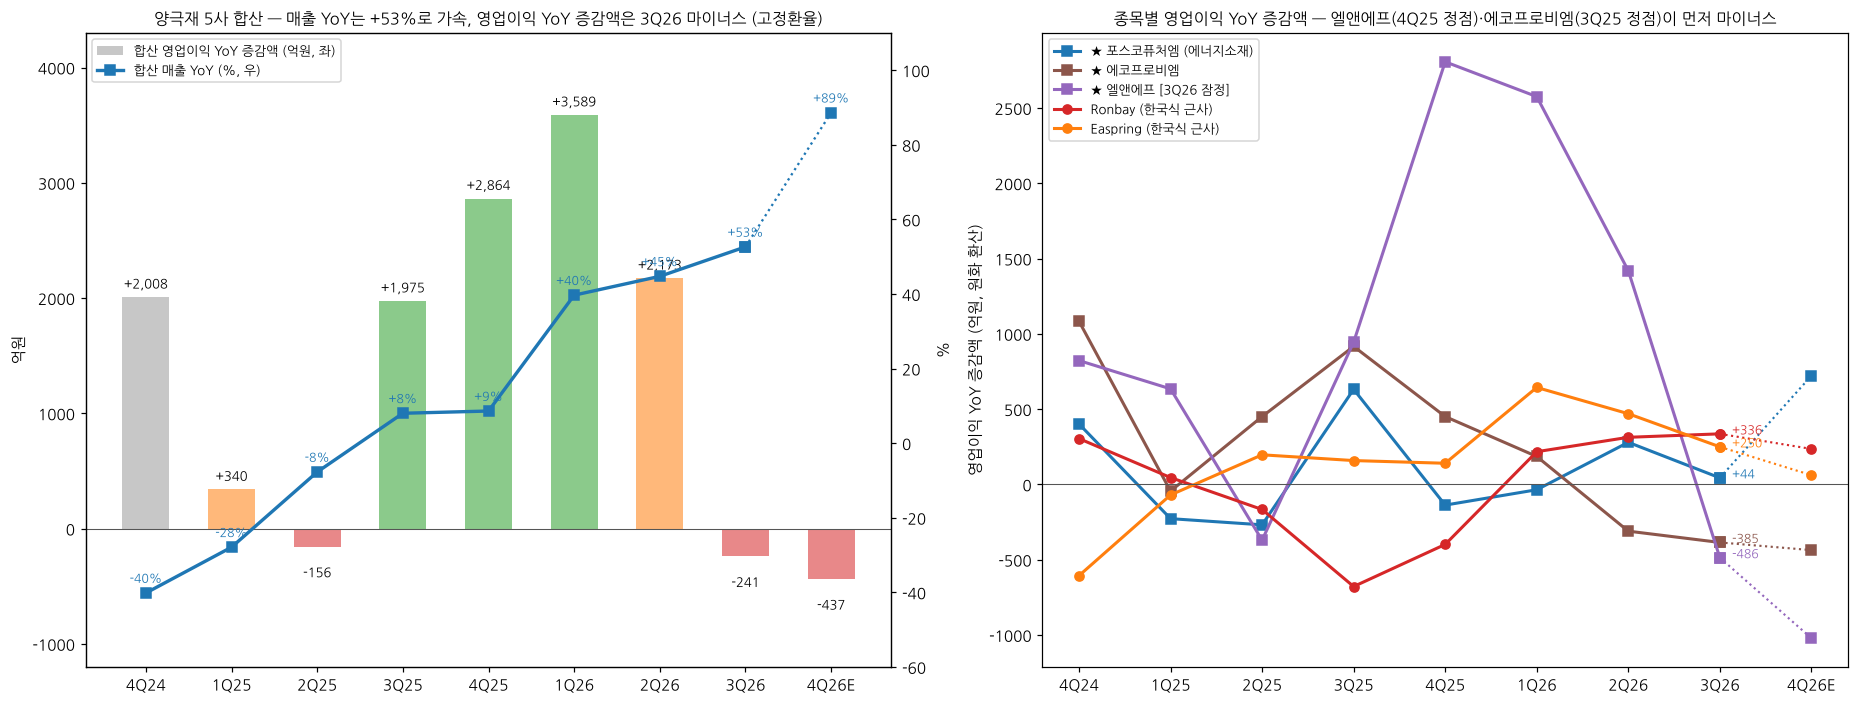 양극재 5사 합산 — 매출 YoY는 +53%로 가속, 영업이익 YoY 증감액은 3Q26 마이너스 (고정환율)
합산 영업이익 YoY 증감액 (억원, 좌)
합산 매출 YoY (%, 우)
억원
4000
3000
2000
1000
0
-1000
+2,008
+340
-156
+1,975
+2,864
+3,589
+2,173
-241
-437
-40%
-28%
-8%
+8%
+9%
+40%
+45%
+53%
+89%
100
80
60
40
20
0
-20
-40
-60
%
4Q24
1Q25
2Q25
3Q25
4Q25
1Q26
2Q26
3Q26
4Q26E
종목별 영업이익 YoY 증감액 — 엘앤에프(4Q25 정점)·에코프로비엠(3Q25 정점)이 먼저 마이너스
★ 포스코퓨처엠 (에너지소재)
★ 에코프로비엠
★ 엘앤에프 [3Q26 잠정]
Ronbay (한국식 근사)
Easpring (한국식 근사)
영업이익 YoY 증감액 (억원, 원화 환산)
2500
2000
1500
1000
500
0
-500
-1000
+336
+250
+44
-385
-486
4Q24
1Q25
2Q25
3Q25
4Q25
1Q26
2Q26
3Q26
4Q26E